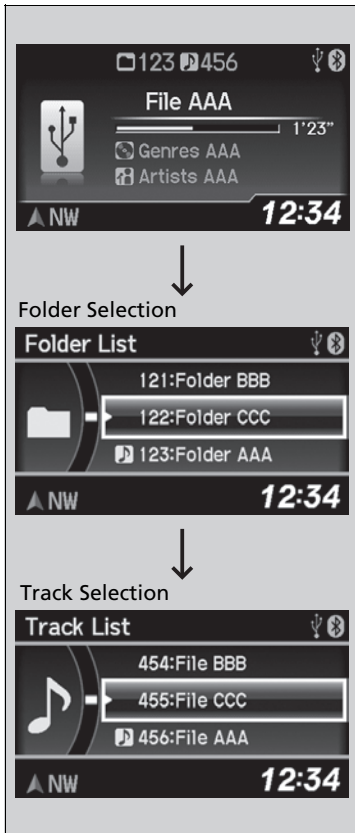 123 456
File AAA
1'23"
Genres AAA
Artists AAA
NW 12:34
Folder Selection
Folder List
121:Folder BBB
122:Folder CCC
123:Folder AAA
NW 12:34
Track Selection
Track List
454:File BBB
455:File CCC
456:File AAA
NW 12:34